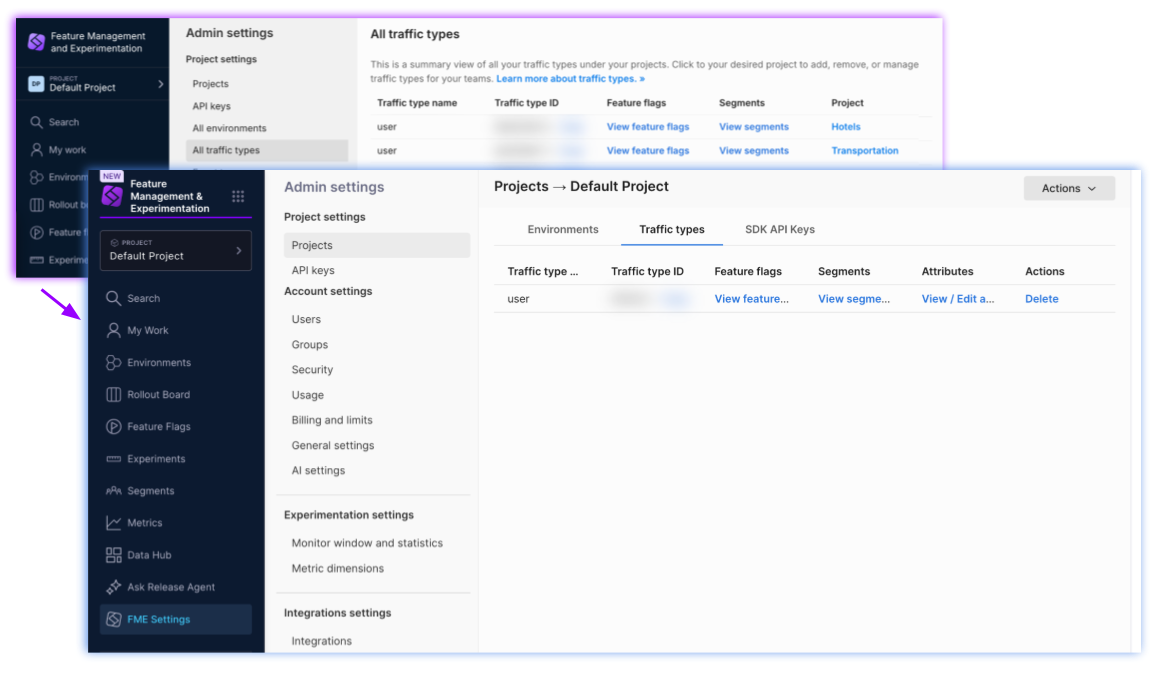 Feature Management
and Experimentation
PROJECT
DP
Default Project
Search
My work
Environm
Rollout b
Feature f
Experime
Admin settings
Project settings
Projects
API keys
All environments
All traffic types
All traffic types
This is a summary view of all your traffic types under your projects. Click to your desired project to add, remove, or manage
traffic types for your teams. Learn more about traffic types. »
Traffic type name Traffic type ID Feature flags Segments Project
user View feature flags View segments Hotels
user View feature flags View segments Transportation
NEW
Feature
Management &
Experimentation
PROJECT
Default Project
Search
My Work
Environments
Rollout Board
Feature Flags
Experiments
Segments
Metrics
Data Hub
Ask Release Agent
FME Settings
Admin settings
Project settings
Projects
API keys
Account settings
Users
Groups
Security
Usage
Billing and limits
General settings
AI settings
Experimentation settings
Monitor window and statistics
Metric dimensions
Integrations settings
Integrations
Projects → Default Project
Actions
Environments Traffic types SDK API Keys
Traffic type ... Traffic type ID Feature flags Segments Attributes Actions
user View feature... View segme... View / Edit a... Delete